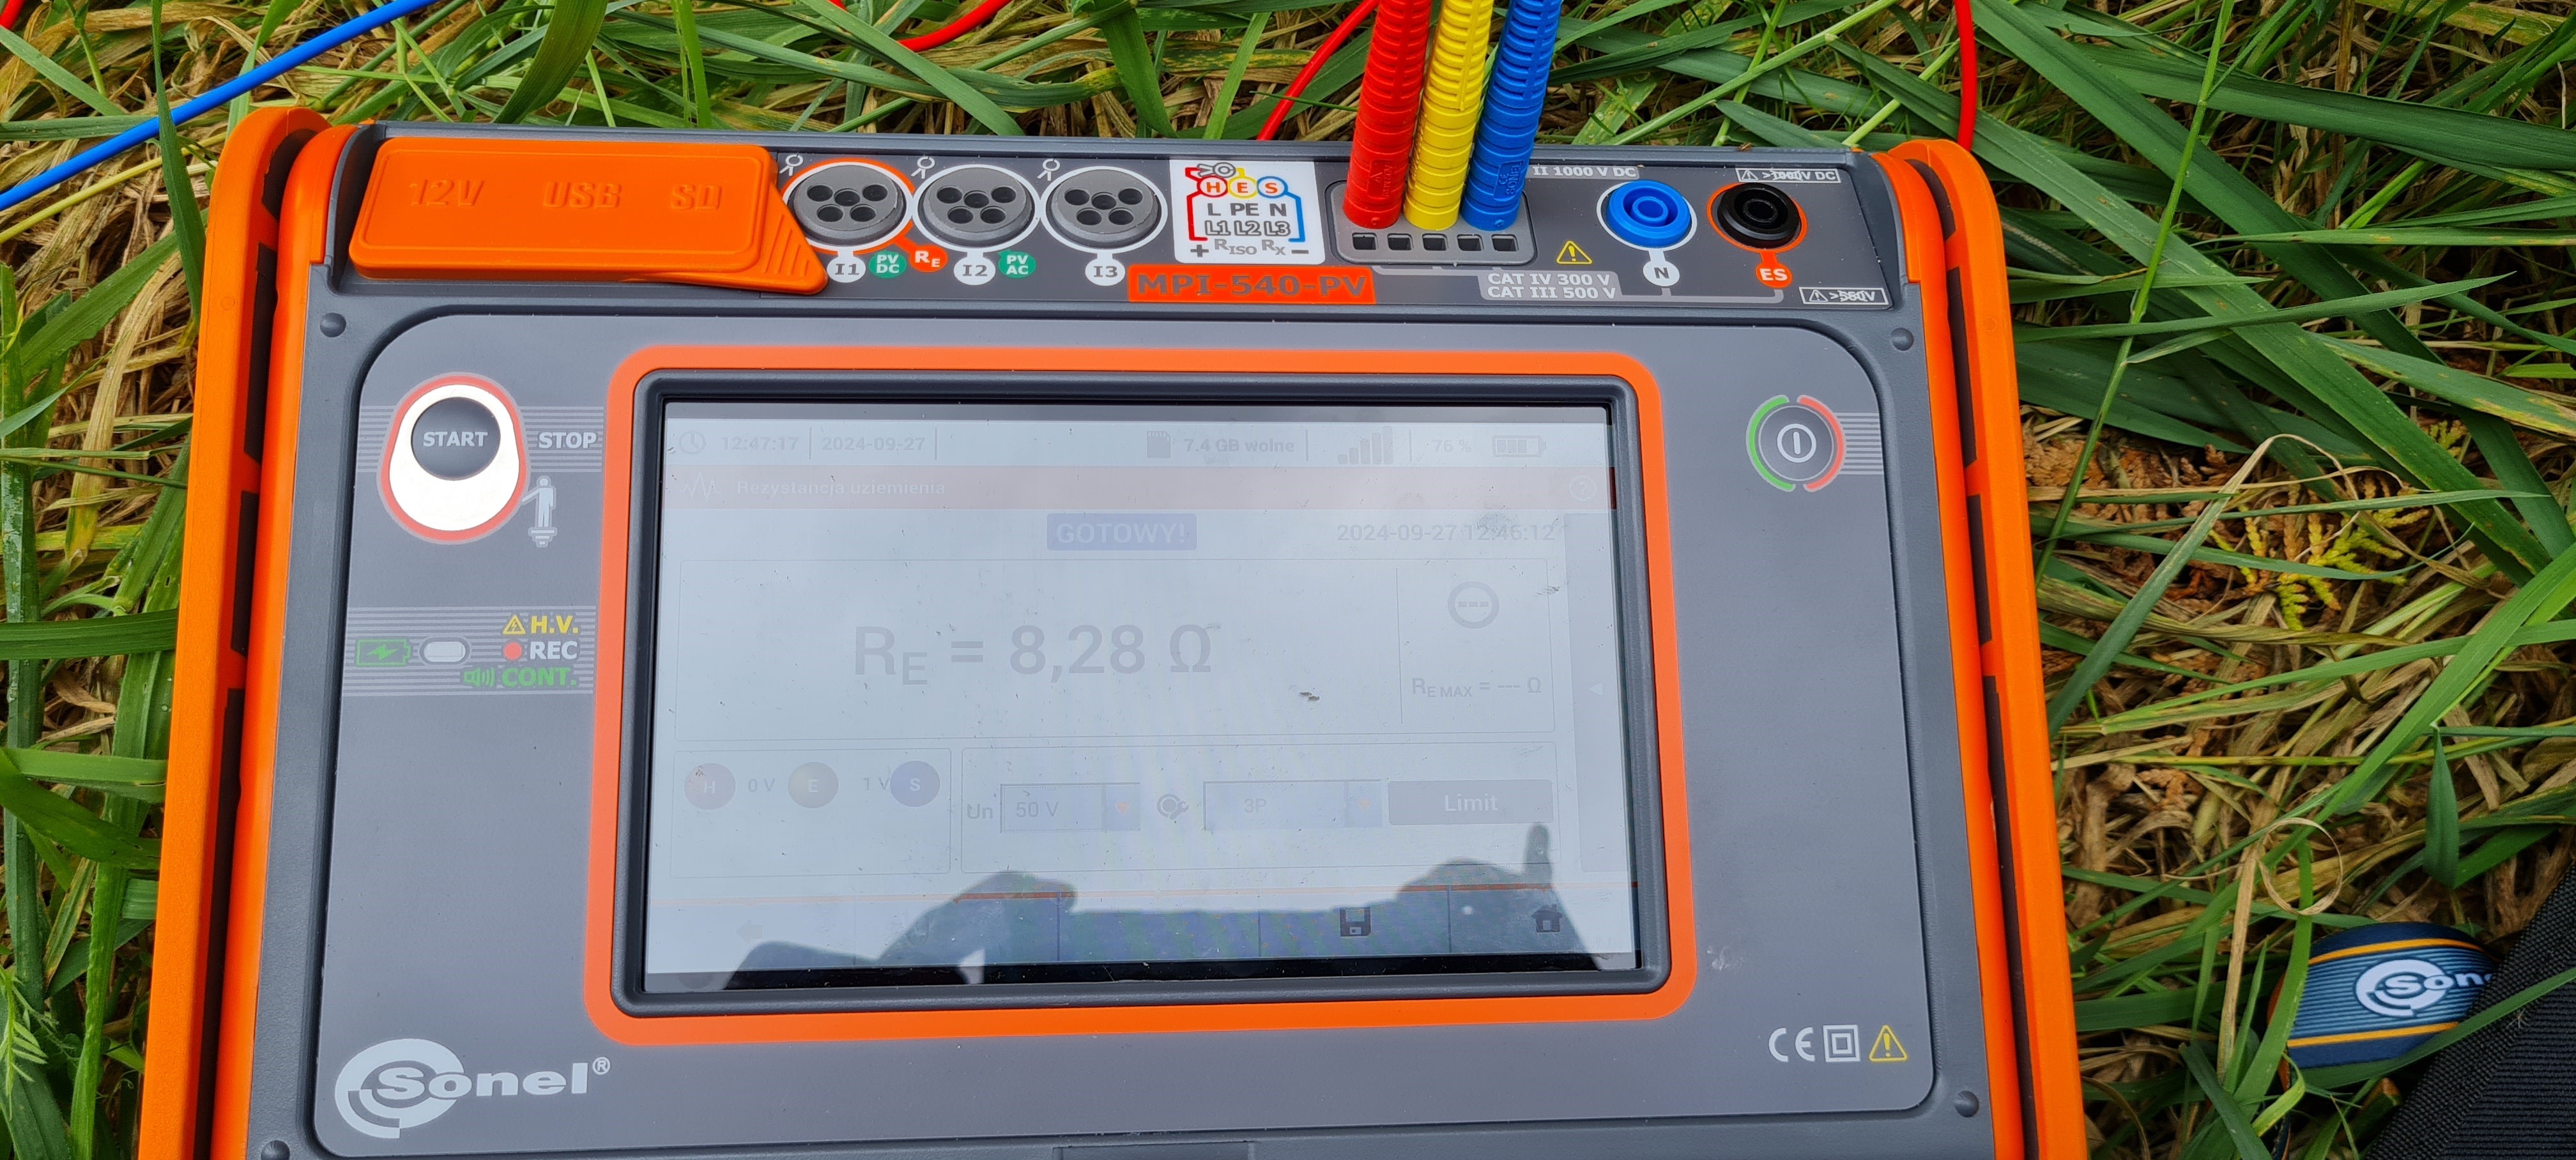 12V USB SD
I1 PV DC RE I2 PV AC I3
H E S
L PE N
L1 L2 L3
+ RISO RX −
MPI-540-PV
II 1000 V DC
CAT IV 300 V
CAT III 500 V
N
ES
>550V
START STOP
H.V.
REC
CONT.
12:47:17 2024-09-27 7.4 GB wolne 76 %
Rezystancja uziemienia
GOTOWY! 2024-09-27 12:46:12
RE = 8,28 Ω
RE MAX = --- Ω
H 0 V E 1 V S
Un 50 V 3P Limit
Sonel®
CE
Sone